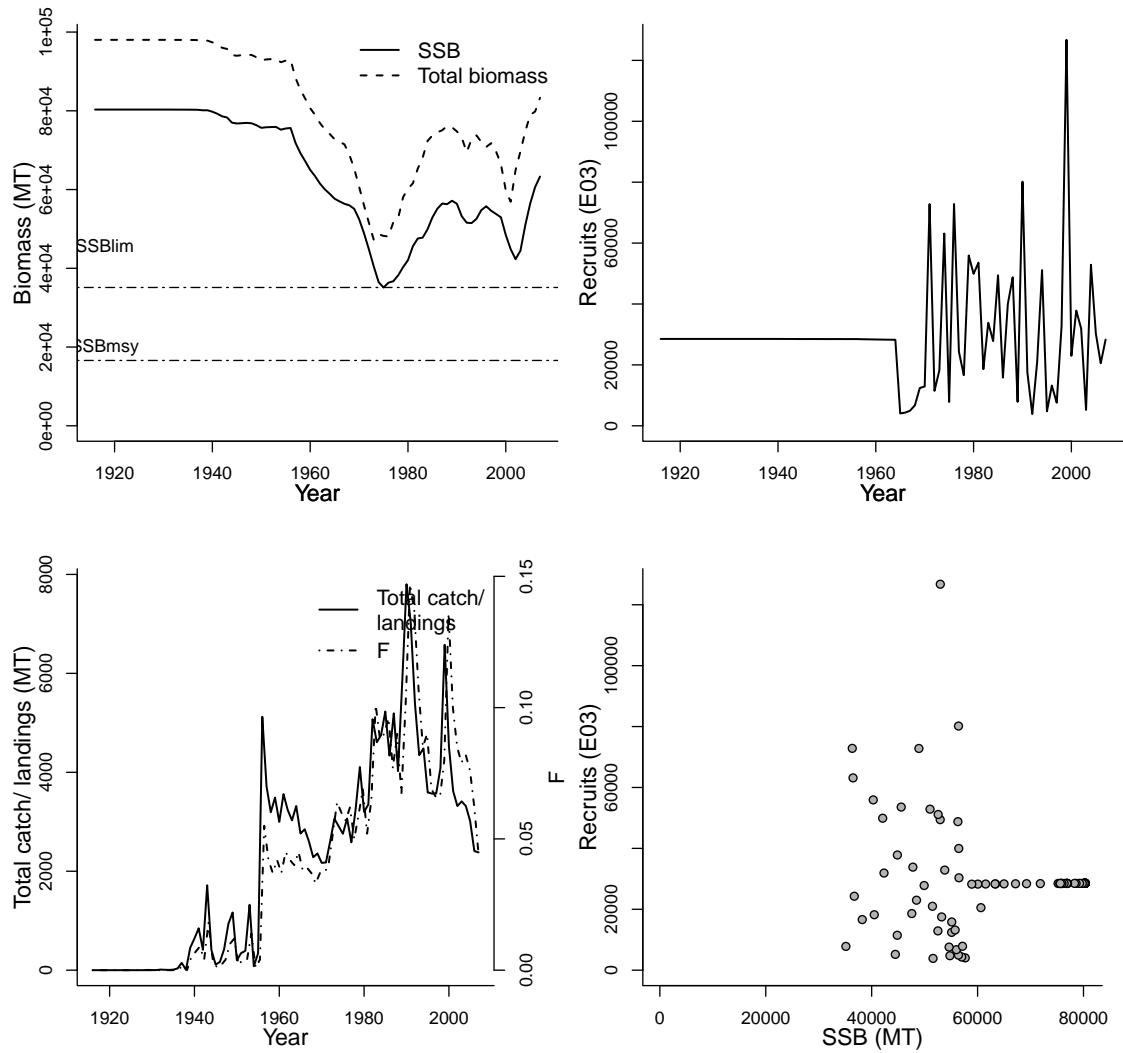 Biomass (MT)
1e+05
8e+04
6e+04
4e+04
2e+04
0e+00
SSB
Total biomass
SSBlim
SSBmsy
1920 1940 1960 1980 2000
Year
Recruits (E03)
100000
60000
20000
0
1920 1940 1960 1980 2000
Year
Total catch/ landings (MT)
8000
6000
4000
2000
0
Total catch/
landings
F
0.15
0.10
0.05
0.00
F
1920 1940 1960 1980 2000
Year
Recruits (E03)
100000
60000
20000
0
0 20000 40000 60000 80000
SSB (MT)